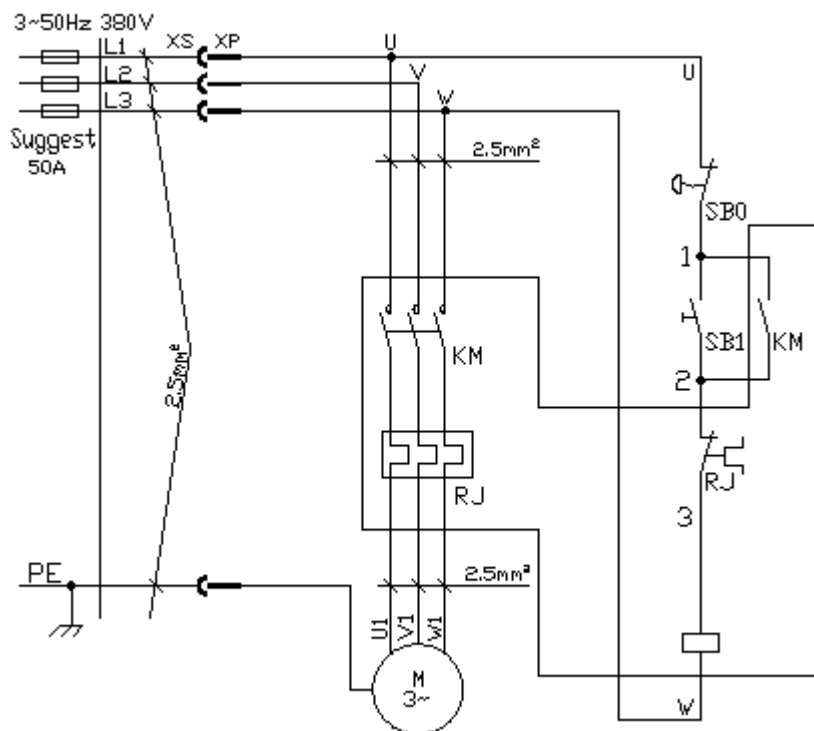 3~50Hz 380V
L1
XS XP
U
L2
V
U
L3
W
Suggest
50A
2.5mm²
SB0
1
KM
SB1
KM
2
2.5mm²
RJ
RJ
3
PE
2.5mm²
U1
V1
W1
M
3~
W